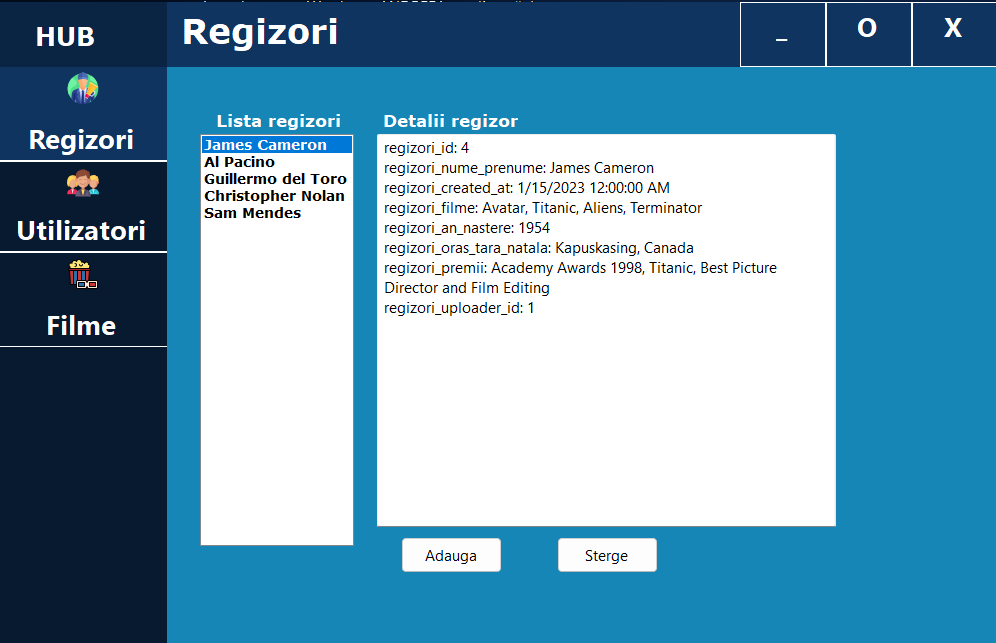 HUB
Regizori
_
O
X
Regizori
Utilizatori
Filme
Lista regizori
James Cameron
Al Pacino
Guillermo del Toro
Christopher Nolan
Sam Mendes
Detalii regizor
regizori_id: 4
regizori_nume_prenume: James Cameron
regizori_created_at: 1/15/2023 12:00:00 AM
regizori_filme: Avatar, Titanic, Aliens, Terminator
regizori_an_nastere: 1954
regizori_oras_tara_natala: Kapuskasing, Canada
regizori_premii: Academy Awards 1998, Titanic, Best Picture
Director and Film Editing
regizori_uploader_id: 1
Adauga
Sterge